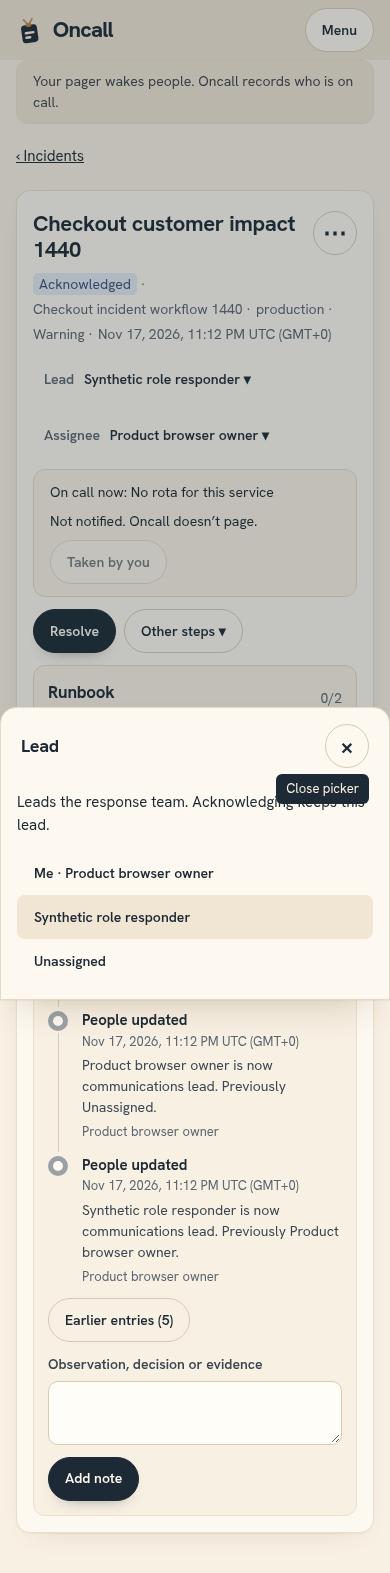 Oncall
Menu
Your pager wakes people. Oncall records who is on
call.
‹ Incidents
Checkout customer impact
1440
...
Acknowledged ·
Checkout incident workflow 1440 · production ·
Warning · Nov 17, 2026, 11:12 PM UTC (GMT+0)
Lead Synthetic role responder ▾
Assignee Product browser owner ▾
On call now: No rota for this service
Not notified. Oncall doesn’t page.
Taken by you
Resolve
Other steps ▾
Runbook
0/2
Lead
×
Close picker
Leads the response team. Acknowledging keeps this
lead.
Me · Product browser owner
Synthetic role responder
Unassigned
People updated
Nov 17, 2026, 11:12 PM UTC (GMT+0)
Product browser owner is now
communications lead. Previously
Unassigned.
Product browser owner
People updated
Nov 17, 2026, 11:12 PM UTC (GMT+0)
Synthetic role responder is now
communications lead. Previously Product
browser owner.
Product browser owner
Earlier entries (5)
Observation, decision or evidence
Add note